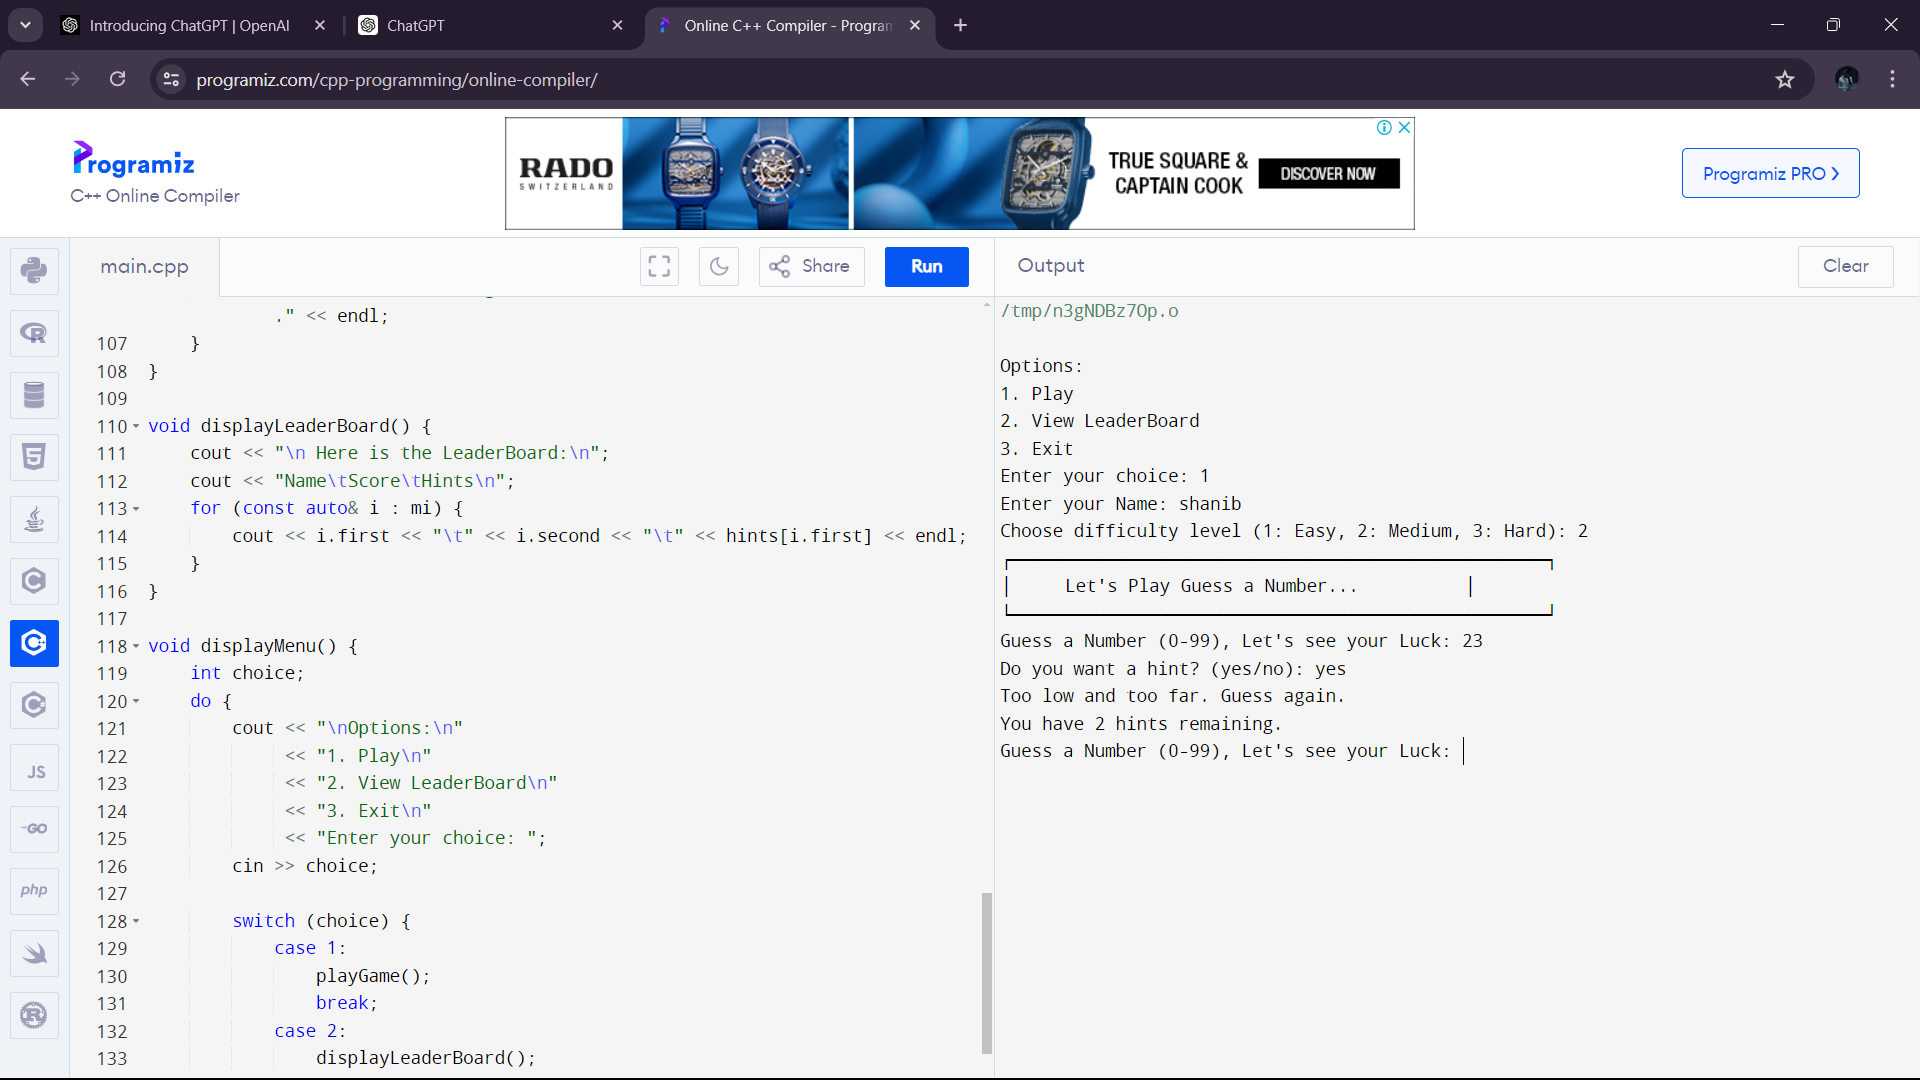 Introducing ChatGPT | OpenAI
ChatGPT
Online C++ Compiler - Program
programiz.com/cpp-programming/online-compiler/
Programiz
C++ Online Compiler
RADO
SWITZERLAND
TRUE SQUARE &
CAPTAIN COOK
DISCOVER NOW
Programiz PRO
main.cpp
Share
Run
Output
Clear
." << endl;
107 }
108 }
109
110 void displayLeaderBoard() {
111 cout << "\n Here is the LeaderBoard:\n";
112 cout << "Name\tScore\tHints\n";
113 for (const auto& i : mi) {
114 cout << i.first << "\t" << i.second << "\t" << hints[i.first] << endl;
115 }
116 }
117
118 void displayMenu() {
119 int choice;
120 do {
121 cout << "\nOptions:\n"
122 << "1. Play\n"
123 << "2. View LeaderBoard\n"
124 << "3. Exit\n"
125 << "Enter your choice: ";
126 cin >> choice;
127
128 switch (choice) {
129 case 1:
130 playGame();
131 break;
132 case 2:
133 displayLeaderBoard();
/tmp/n3gNDBz7Op.o
Options:
1. Play
2. View LeaderBoard
3. Exit
Enter your choice: 1
Enter your Name: shanib
Choose difficulty level (1: Easy, 2: Medium, 3: Hard): 2
Let's Play Guess a Number...
Guess a Number (0-99), Let's see your Luck: 23
Do you want a hint? (yes/no): yes
Too low and too far. Guess again.
You have 2 hints remaining.
Guess a Number (0-99), Let's see your Luck:
R
5
C
C++
C#
JS
GO
php
R